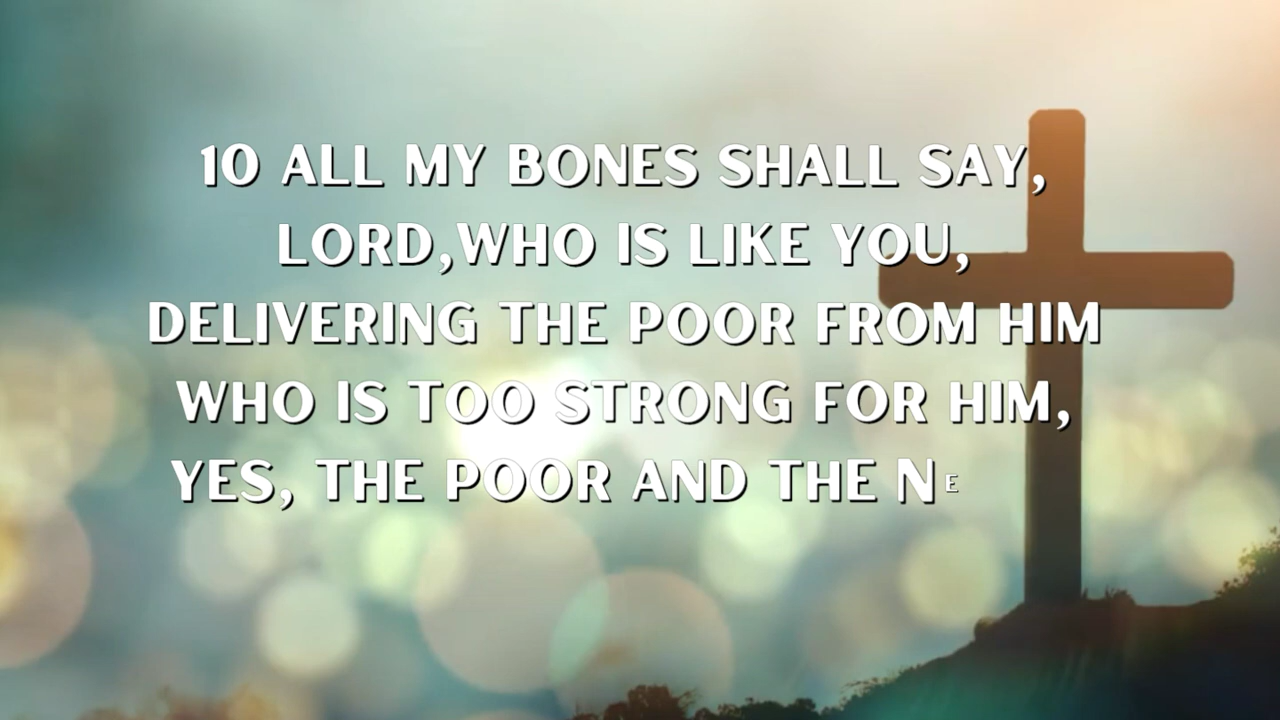 10 ALL MY BONES SHALL SAY,
LORD,WHO IS LIKE YOU,
DELIVERING THE POOR FROM HIM
WHO IS TOO STRONG FOR HIM,
YES, THE POOR AND THE NE